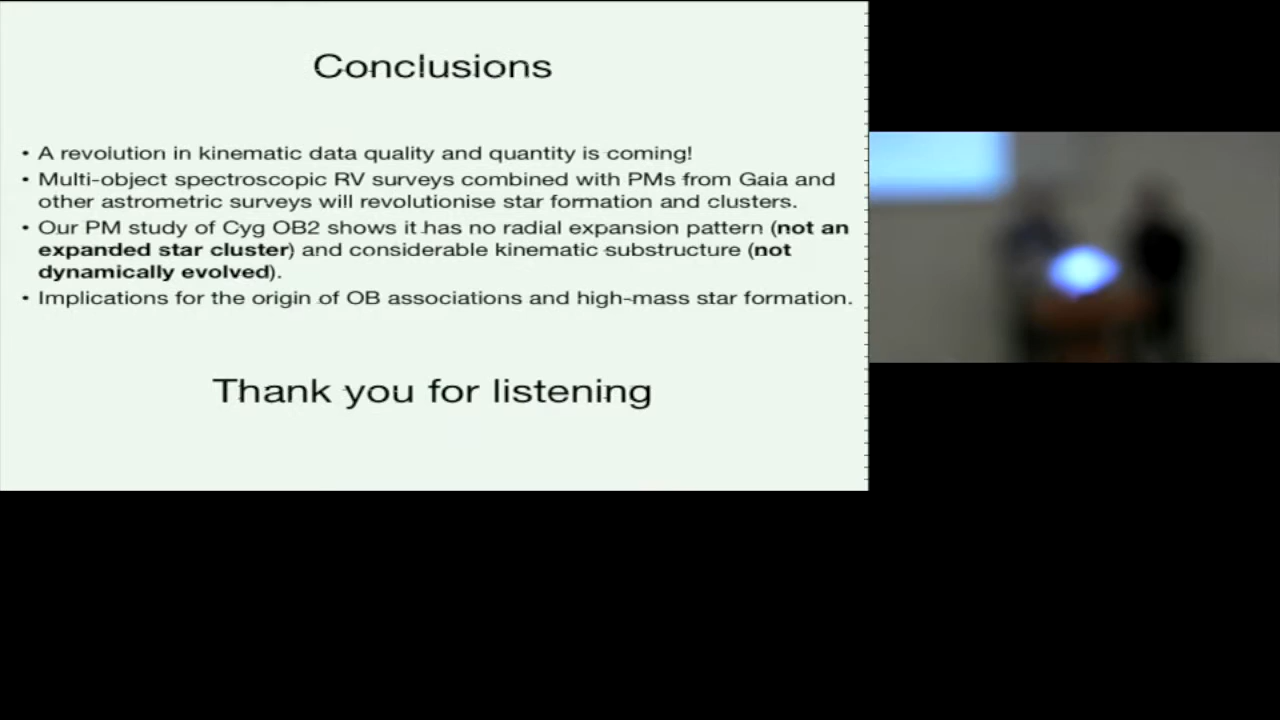 Conclusions
• A revolution in kinematic data quality and quantity is coming!
• Multi-object spectroscopic RV surveys combined with PMs from Gaia and
other astrometric surveys will revolutionise star formation and clusters.
• Our PM study of Cyg OB2 shows it has no radial expansion pattern (not an
expanded star cluster) and considerable kinematic substructure (not
dynamically evolved).
• Implications for the origin of OB associations and high-mass star formation.
Thank you for listening